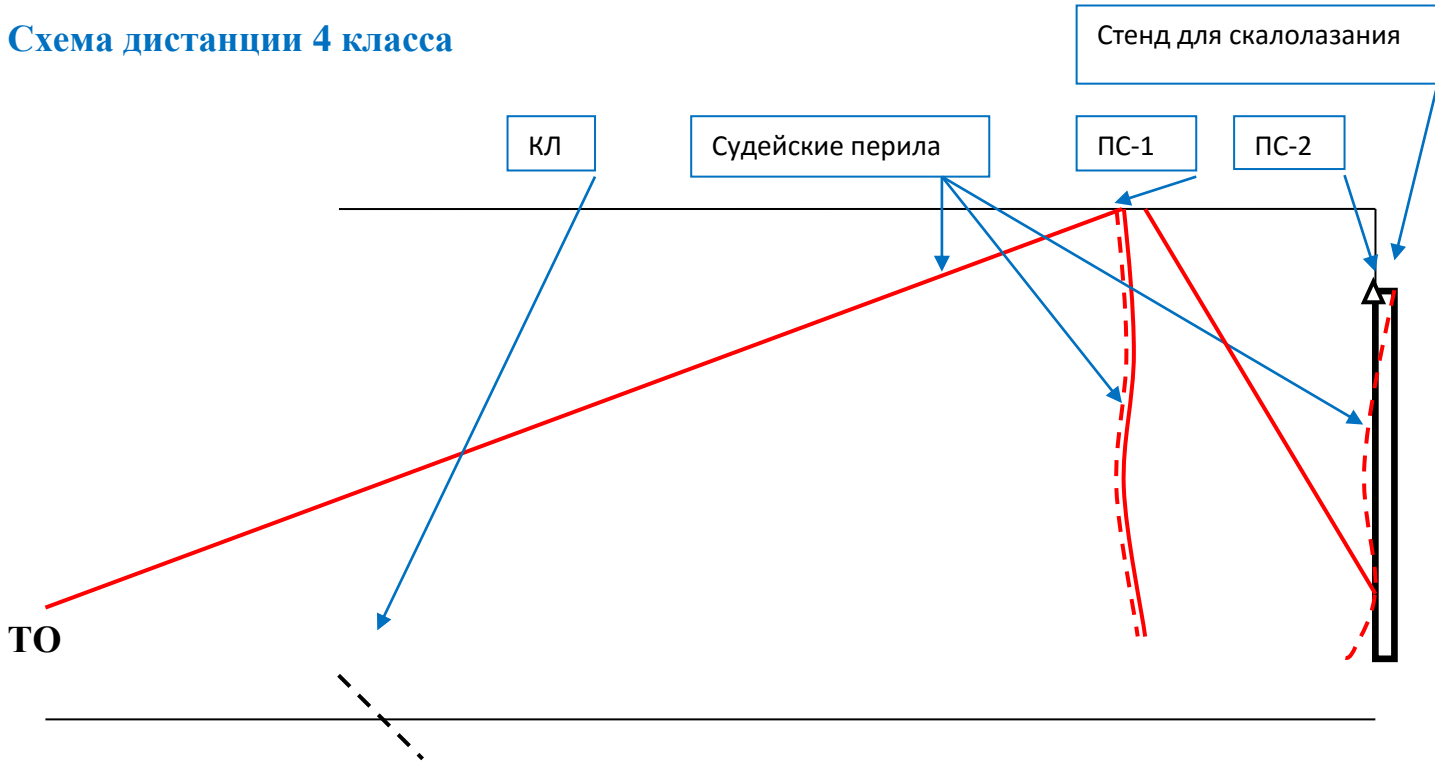 Схема дистанции 4 класса
Стенд для скалолазания
КЛ
Судейские перила
ПС-1
ПС-2
ТО